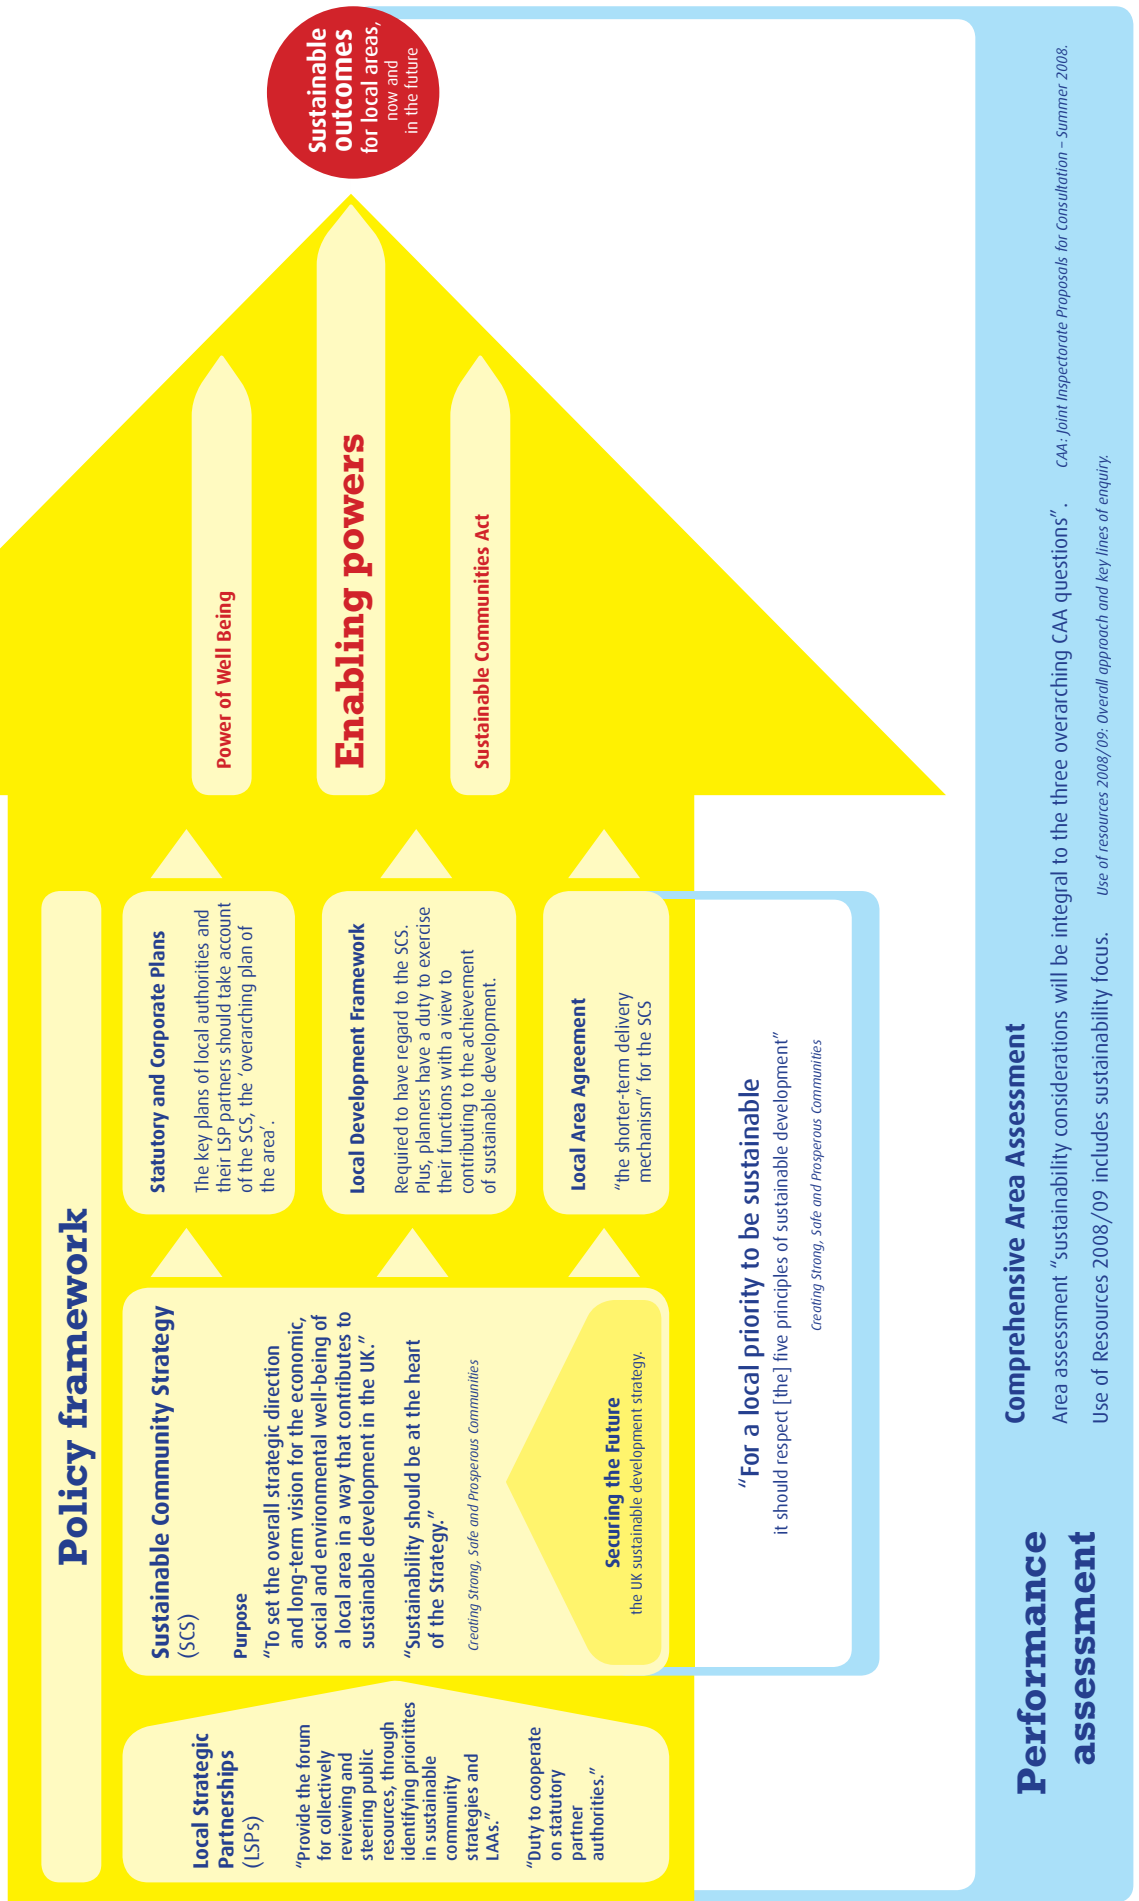 Policy framework
Local Strategic
Partnerships
(LSPs)
“Provide the forum
for collectively
reviewing and
steering public
resources, through
identifying prioritites
in sustainable
community
strategies and
LAAs.”
“Duty to cooperate
on statutory
partner
authorities.”
Sustainable Community Strategy
(SCS)
Purpose
“To set the overall strategic direction
and long-term vision for the economic,
social and environmental well-being of
a local area in a way that contributes to
sustainable development in the UK.”
“Sustainability should be at the heart
of the Strategy.”
Creating Strong, Safe and Prosperous Communities
Securing the Future
the UK sustainable development strategy.
Statutory and Corporate Plans
The key plans of local authorities and
their LSP partners should take account
of the SCS, the ‘overarching plan of
the area’.
Local Development Framework
Required to have regard to the SCS.
Plus, planners have a duty to exercise
their functions with a view to
contributing to the achievement
of sustainable development.
Local Area Agreement
“the shorter-term delivery
mechanism” for the SCS
Power of Well Being
Enabling powers
Sustainable Communities Act
Sustainable
outcomes
for local areas,
now and
in the future
“For a local priority to be sustainable
it should respect [the] five principles of sustainable development”
Creating Strong, Safe and Prosperous Communities
Performance
assessment
Comprehensive Area Assessment
Area assessment “sustainability considerations will be integral to the three overarching CAA questions”. CAA: Joint Inspectorate Proposals for Consultation – Summer 2008.
Use of Resources 2008/09 includes sustainability focus. Use of resources 2008/09: Overall approach and key lines of enquiry.